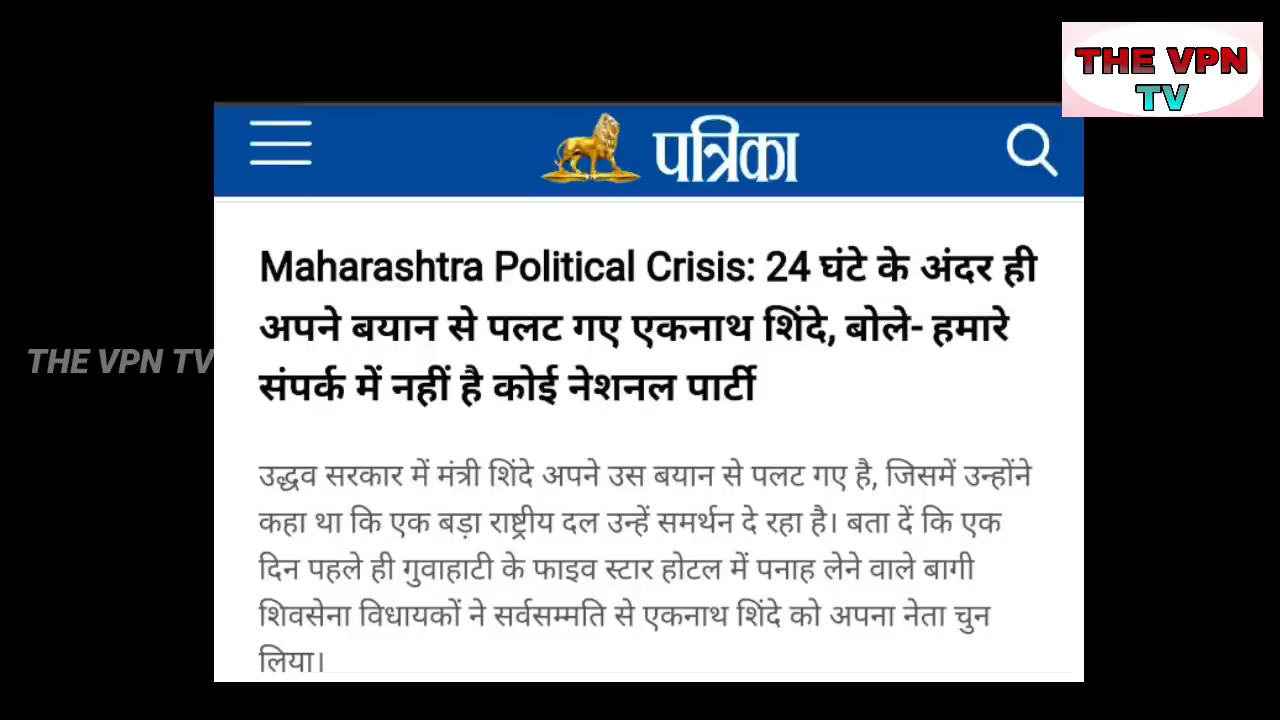 THE VPN
TV
पत्रिका
Maharashtra Political Crisis: 24 घंटे के अंदर ही
अपने बयान से पलट गए एकनाथ शिंदे, बोले- हमारे
संपर्क में नहीं है कोई नेशनल पार्टी
THE VPN TV
उद्धव सरकार में मंत्री शिंदे अपने उस बयान से पलट गए है, जिसमें उन्होंने
कहा था कि एक बड़ा राष्ट्रीय दल उन्हें समर्थन दे रहा है। बता दें कि एक
दिन पहले ही गुवाहाटी के फाइव स्टार होटल में पनाह लेने वाले बागी
शिवसेना विधायकों ने सर्वसम्मति से एकनाथ शिंदे को अपना नेता चुन
लिया।